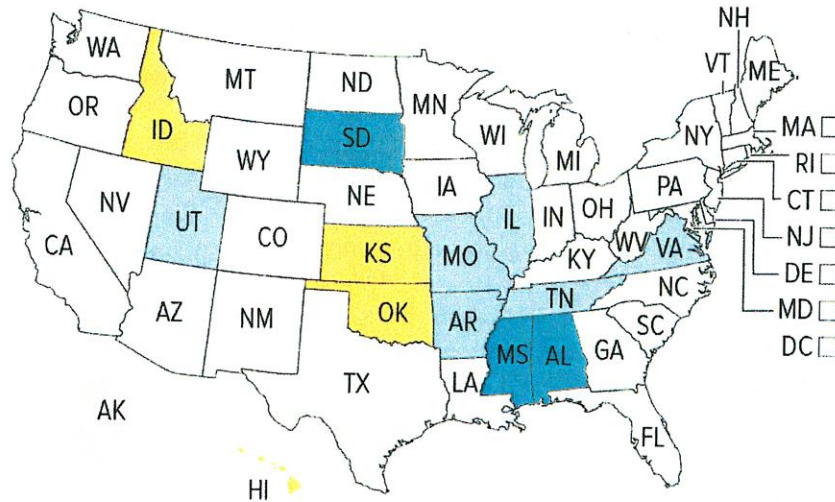 NH
WA
VT
ME
MT
ND
MN
OR
MA
ID
SD
WI
NY
RI
WY
MI
IA
PA
CT
NE
NV
OH
IL
IN
NJ
UT
WV
VA
CA
CO
KS
MO
DE
KY
NC
TN
MD
AZ
OK
AR
SC
NM
DC
MS
AL
GA
TX
LA
AK
FL
HI